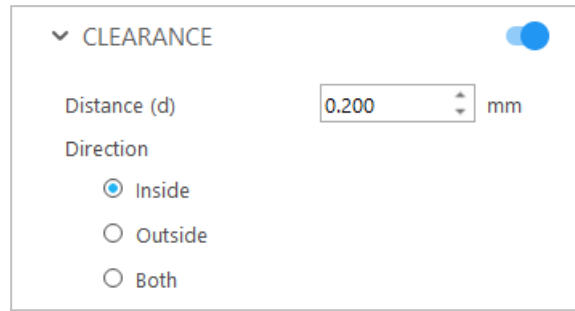 CLEARANCE
Distance (d) 0.200 mm
Direction
Inside
Outside
Both